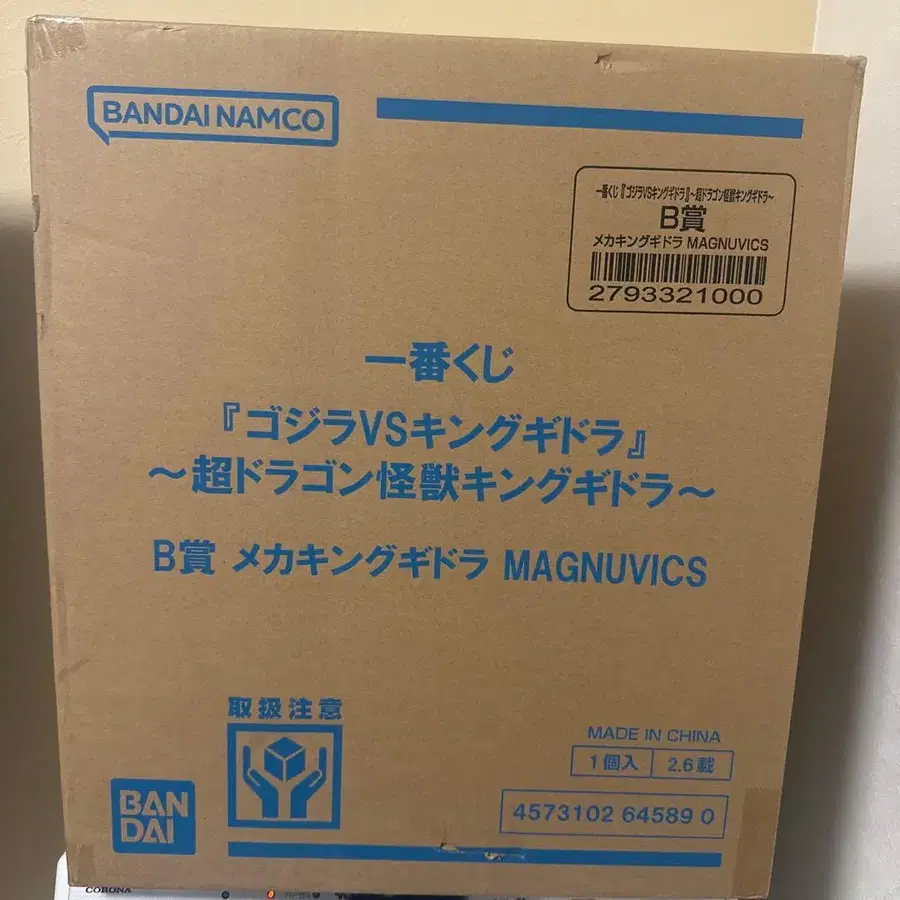 BANDAI NAMCO
一番くじ『ゴジラVSキングギドラ』~超ドラゴン怪獣キングギドラ~
B賞
メカキングギドラ MAGNUVICS
2793321000
一番くじ
『ゴジラVSキングギドラ』
~超ドラゴン怪獣キングギドラ~
B賞 メカキングギドラ MAGNUVICS
取扱注意
MADE IN CHINA
1個入 2.6載
4573102 64589 0
BAN
DAI
CORONA